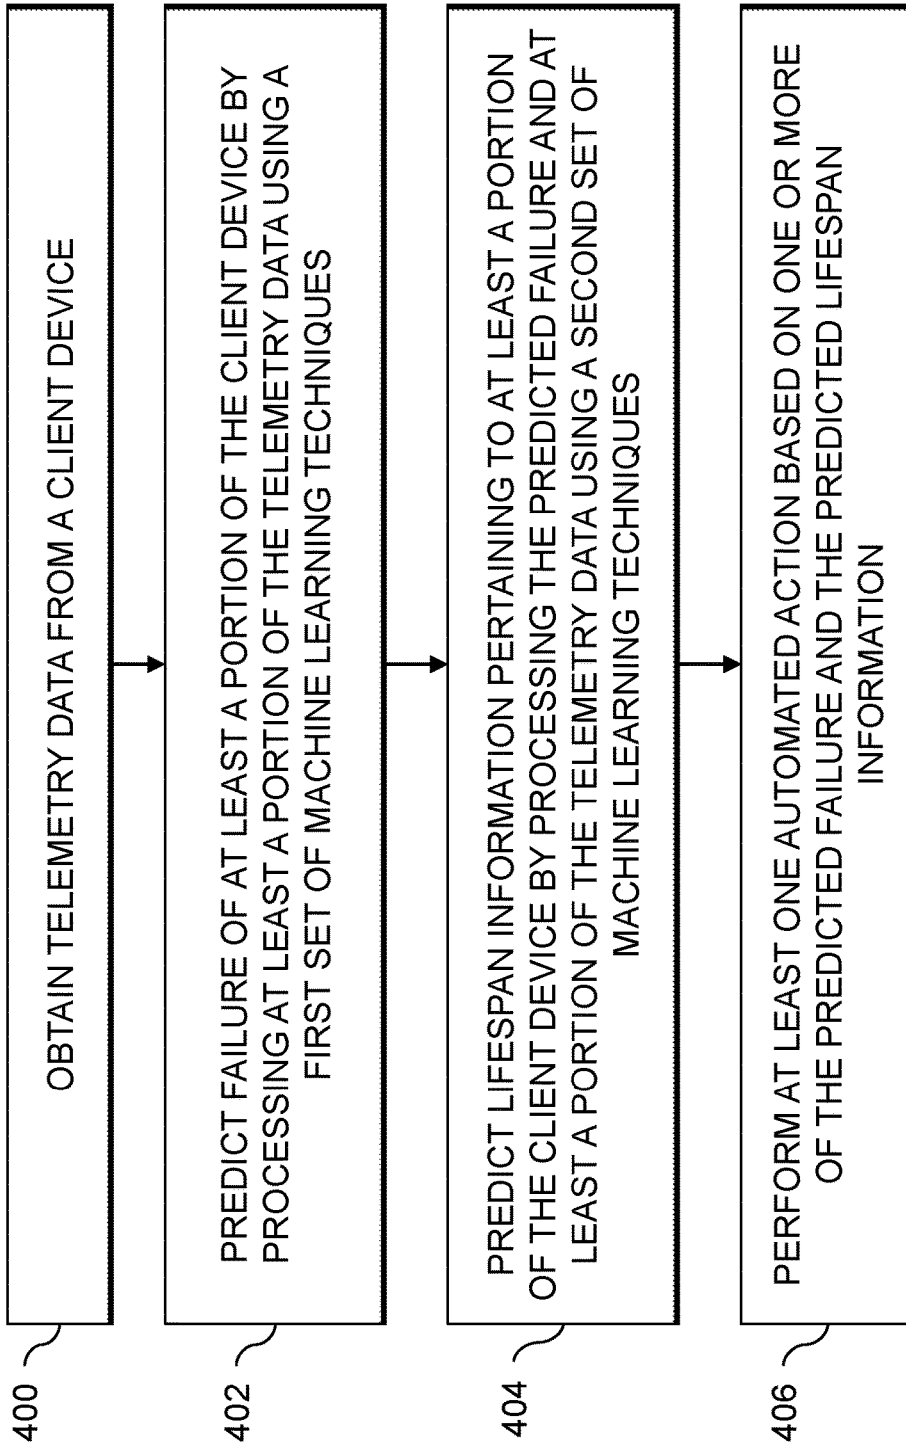 400
OBTAIN TELEMETRY DATA FROM A CLIENT DEVICE
402
PREDICT FAILURE OF AT LEAST A PORTION OF THE CLIENT DEVICE BY
PROCESSING AT LEAST A PORTION OF THE TELEMETRY DATA USING A
FIRST SET OF MACHINE LEARNING TECHNIQUES
404
PREDICT LIFESPAN INFORMATION PERTAINING TO AT LEAST A PORTION
OF THE CLIENT DEVICE BY PROCESSING THE PREDICTED FAILURE AND AT
LEAST A PORTION OF THE TELEMETRY DATA USING A SECOND SET OF
MACHINE LEARNING TECHNIQUES
406
PERFORM AT LEAST ONE AUTOMATED ACTION BASED ON ONE OR MORE
OF THE PREDICTED FAILURE AND THE PREDICTED LIFESPAN
INFORMATION